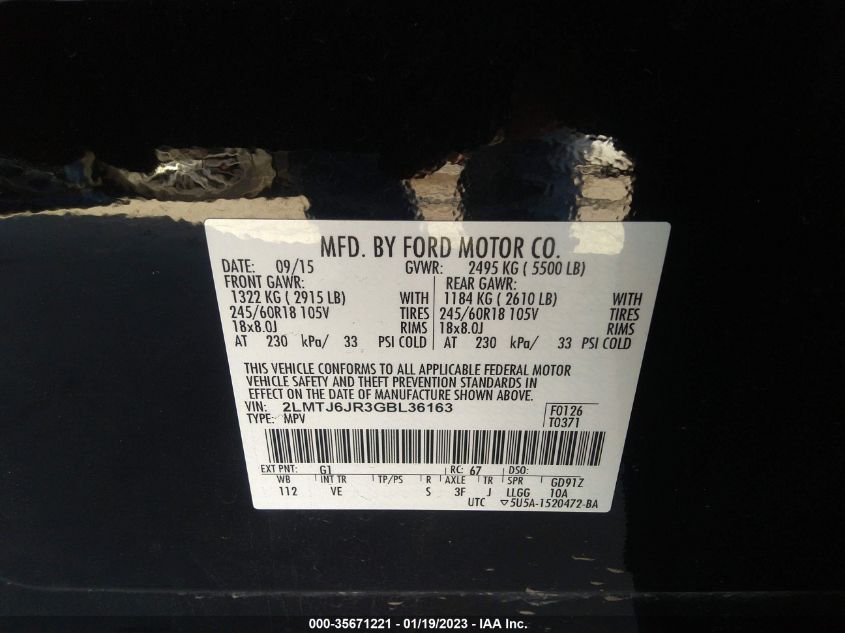 MFD. BY FORD MOTOR CO.
DATE: 09/15 GVWR: 2495 KG ( 5500 LB)
FRONT GAWR: REAR GAWR:
1322 KG ( 2915 LB) WITH 1184 KG ( 2610 LB) WITH
245/60R18 105V TIRES 245/60R18 105V TIRES
18x8.0J RIMS 18x8.0J RIMS
AT 230 kPa/ 33 PSI COLD AT 230 kPa/ 33 PSI COLD
THIS VEHICLE CONFORMS TO ALL APPLICABLE FEDERAL MOTOR
VEHICLE SAFETY AND THEFT PREVENTION STANDARDS IN
EFFECT ON THE DATE OF MANUFACTURE SHOWN ABOVE.
VIN: 2LMTJ6JR3GBL36163 F0126
TYPE: MPV T0371
EXT PNT: G1 RC: 67 DSO:
WB INT TR TP/PS R AXLE TR SPR GD91Z
112 VE S 3F J LLGG 10A
UTC ▽5U5A-1520472-BA
000-35671221 - 01/19/2023 - IAA Inc.